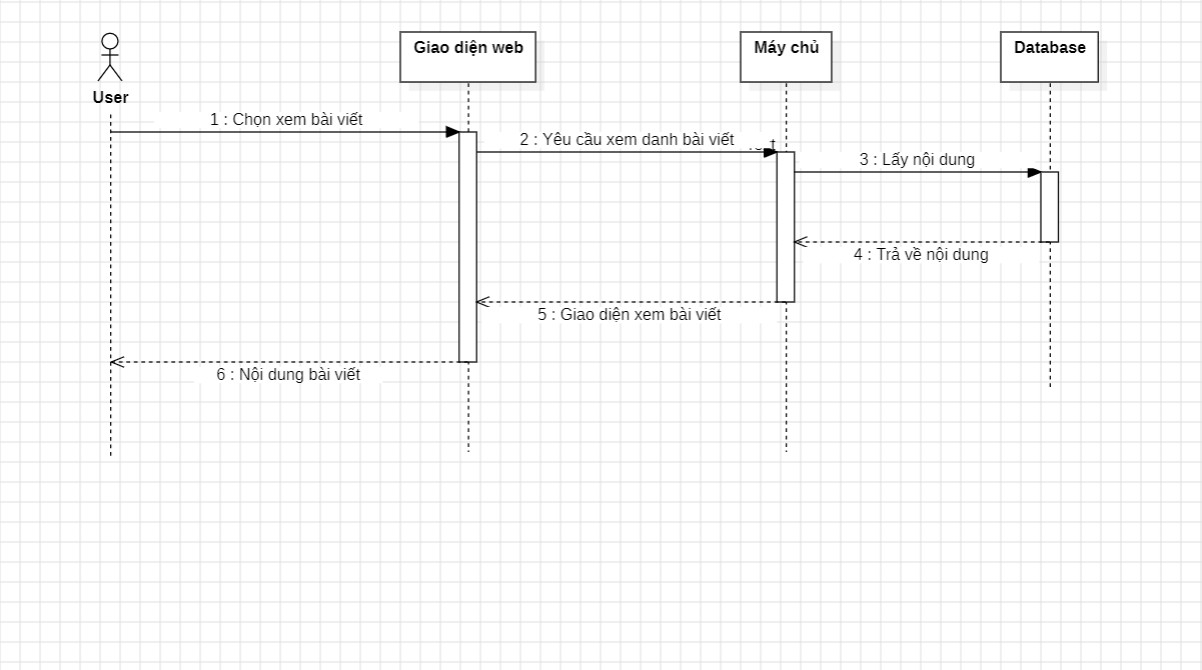 Giao diện web
Máy chủ
Database
User
1 : Chọn xem bài viết
2 : Yêu cầu xem danh bài viết
3 : Lấy nội dung
4 : Trả về nội dung
5 : Giao diện xem bài viết
6 : Nội dung bài viết